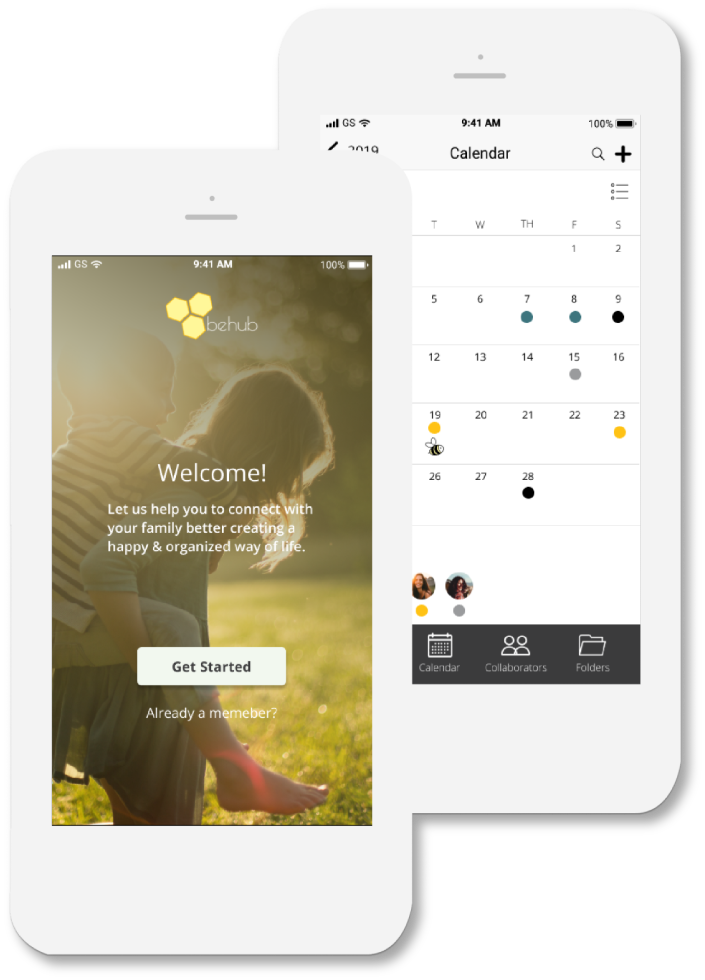 GS
9:41 AM
100%
2019
Calendar
T W TH F S
1 2
5 6 7 8 9
12 13 14 15 16
19 20 21 22 23
26 27 28
Calendar Collaborators Folders
GS
9:41 AM
100%
behub
Welcome!
Let us help you to connect with
your family better creating a
happy & organized way of life.
Get Started
Already a memeber?